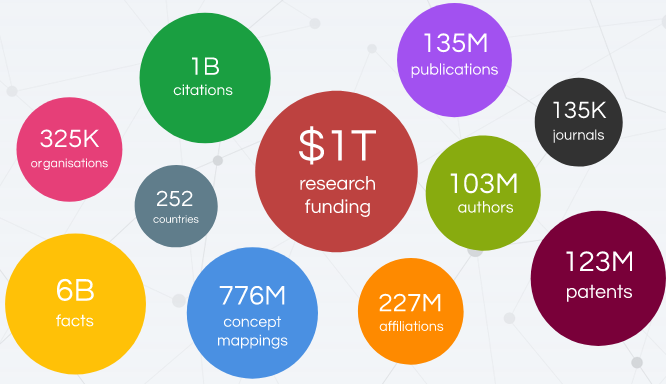 135M
publications
1B
citations
135K
journals
325K
organisations
$1T
research
funding
103M
authors
252
countries
123M
patents
6B
facts
776M
concept
mappings
227M
affiliations